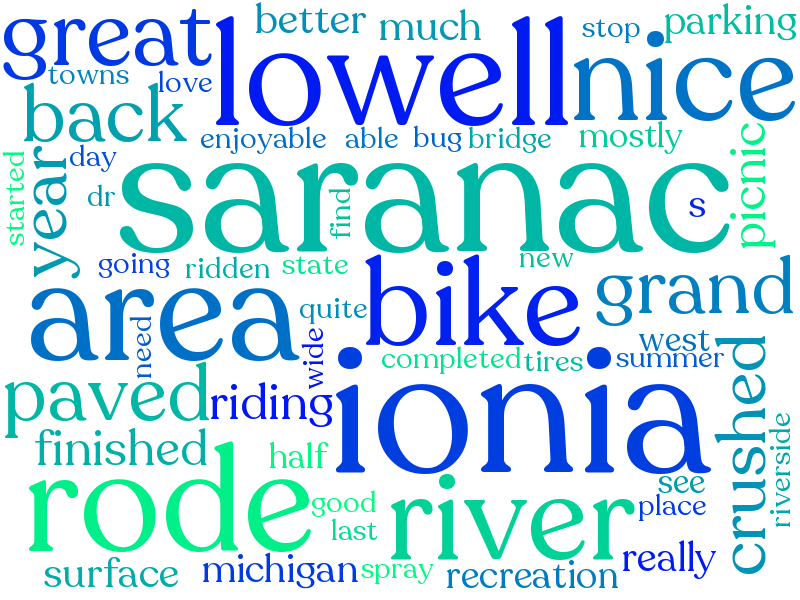 better
much
stop
parking
great
lowell
nice
towns
love
back
enjoyable
able
bug
bridge
mostly
picnic
started
year
day
dr
saranac
find
s
going
ridden
state
new
area
quite
bike
grand
need
wide
completed
tires
west
summer
paved
riding
ionia
crushed
finished
half
riverside
rode
good
last
river
see
place
surface
michigan
spray
recreation
really